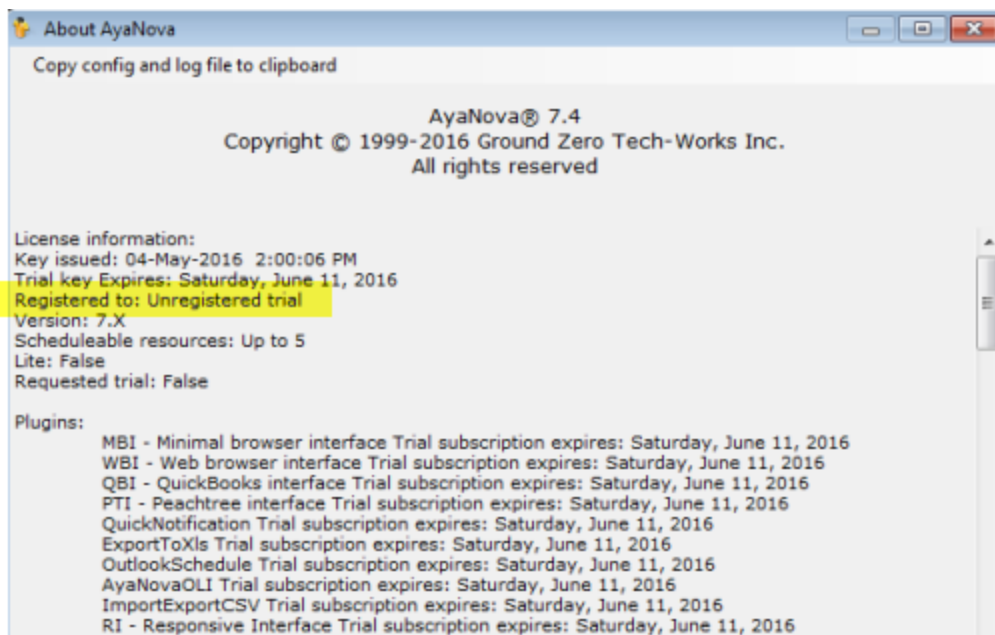 About AyaNova
Copy config and log file to clipboard
AyaNova® 7.4
Copyright © 1999-2016 Ground Zero Tech-Works Inc.
All rights reserved
License information:
Key issued: 04-May-2016  2:00:06 PM
Trial key Expires: Saturday, June 11, 2016
Registered to: Unregistered trial
Version: 7.X
Scheduleable resources: Up to 5
Lite: False
Requested trial: False
Plugins:
MBI - Minimal browser interface Trial subscription expires: Saturday, June 11, 2016
WBI - Web browser interface Trial subscription expires: Saturday, June 11, 2016
QBI - QuickBooks interface Trial subscription expires: Saturday, June 11, 2016
PTI - Peachtree interface Trial subscription expires: Saturday, June 11, 2016
QuickNotification Trial subscription expires: Saturday, June 11, 2016
ExportToXls Trial subscription expires: Saturday, June 11, 2016
OutlookSchedule Trial subscription expires: Saturday, June 11, 2016
AyaNovaOLI Trial subscription expires: Saturday, June 11, 2016
ImportExportCSV Trial subscription expires: Saturday, June 11, 2016
RI - Responsive Interface Trial subscription expires: Saturday, June 11, 2016